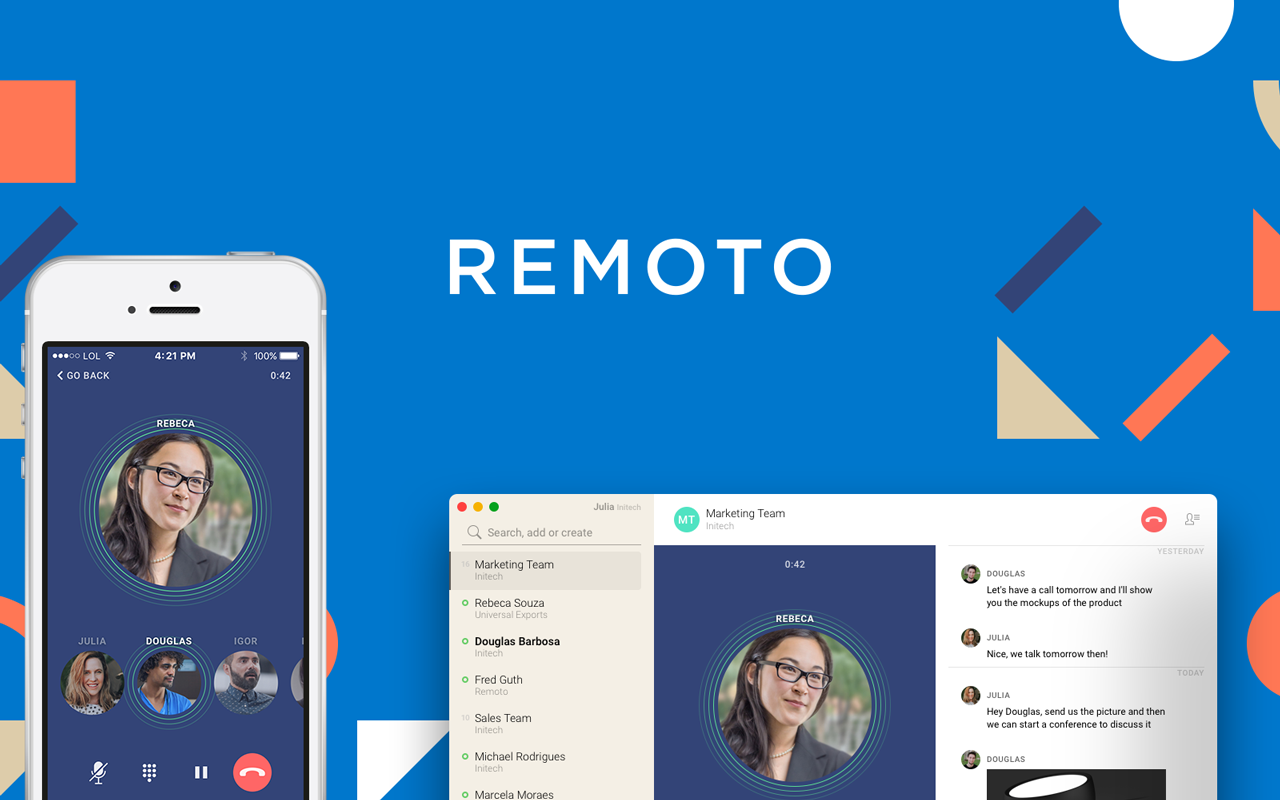 REMOTO
LOL
4:21 PM
100%
GO BACK
0:42
REBECA
JULIA
DOUGLAS
IGOR
Julia Initech
Search, add or create
16 Marketing Team
Initech
Rebeca Souza
Universal Exports
Douglas Barbosa
Initech
Fred Guth
Remoto
10 Sales Team
Initech
Michael Rodrigues
Initech
Marcela Moraes
MT Marketing Team
Initech
0:42
REBECA
YESTERDAY
DOUGLAS
Let's have a call tomorrow and I'll show
you the mockups of the product
JULIA
Nice, we talk tomorrow then!
TODAY
JULIA
Hey Douglas, send us the picture and then
we can start a conference to discuss it
DOUGLAS